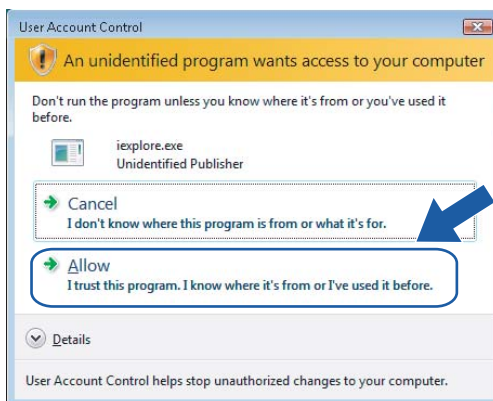 User Account Control
An unidentified program wants access to your computer
Don't run the program unless you know where it's from or you've used it
before.
iexplore.exe
Unidentified Publisher
Cancel
I don't know where this program is from or what it's for.
Allow
I trust this program. I know where it's from or I've used it before.
Details
User Account Control helps stop unauthorized changes to your computer.